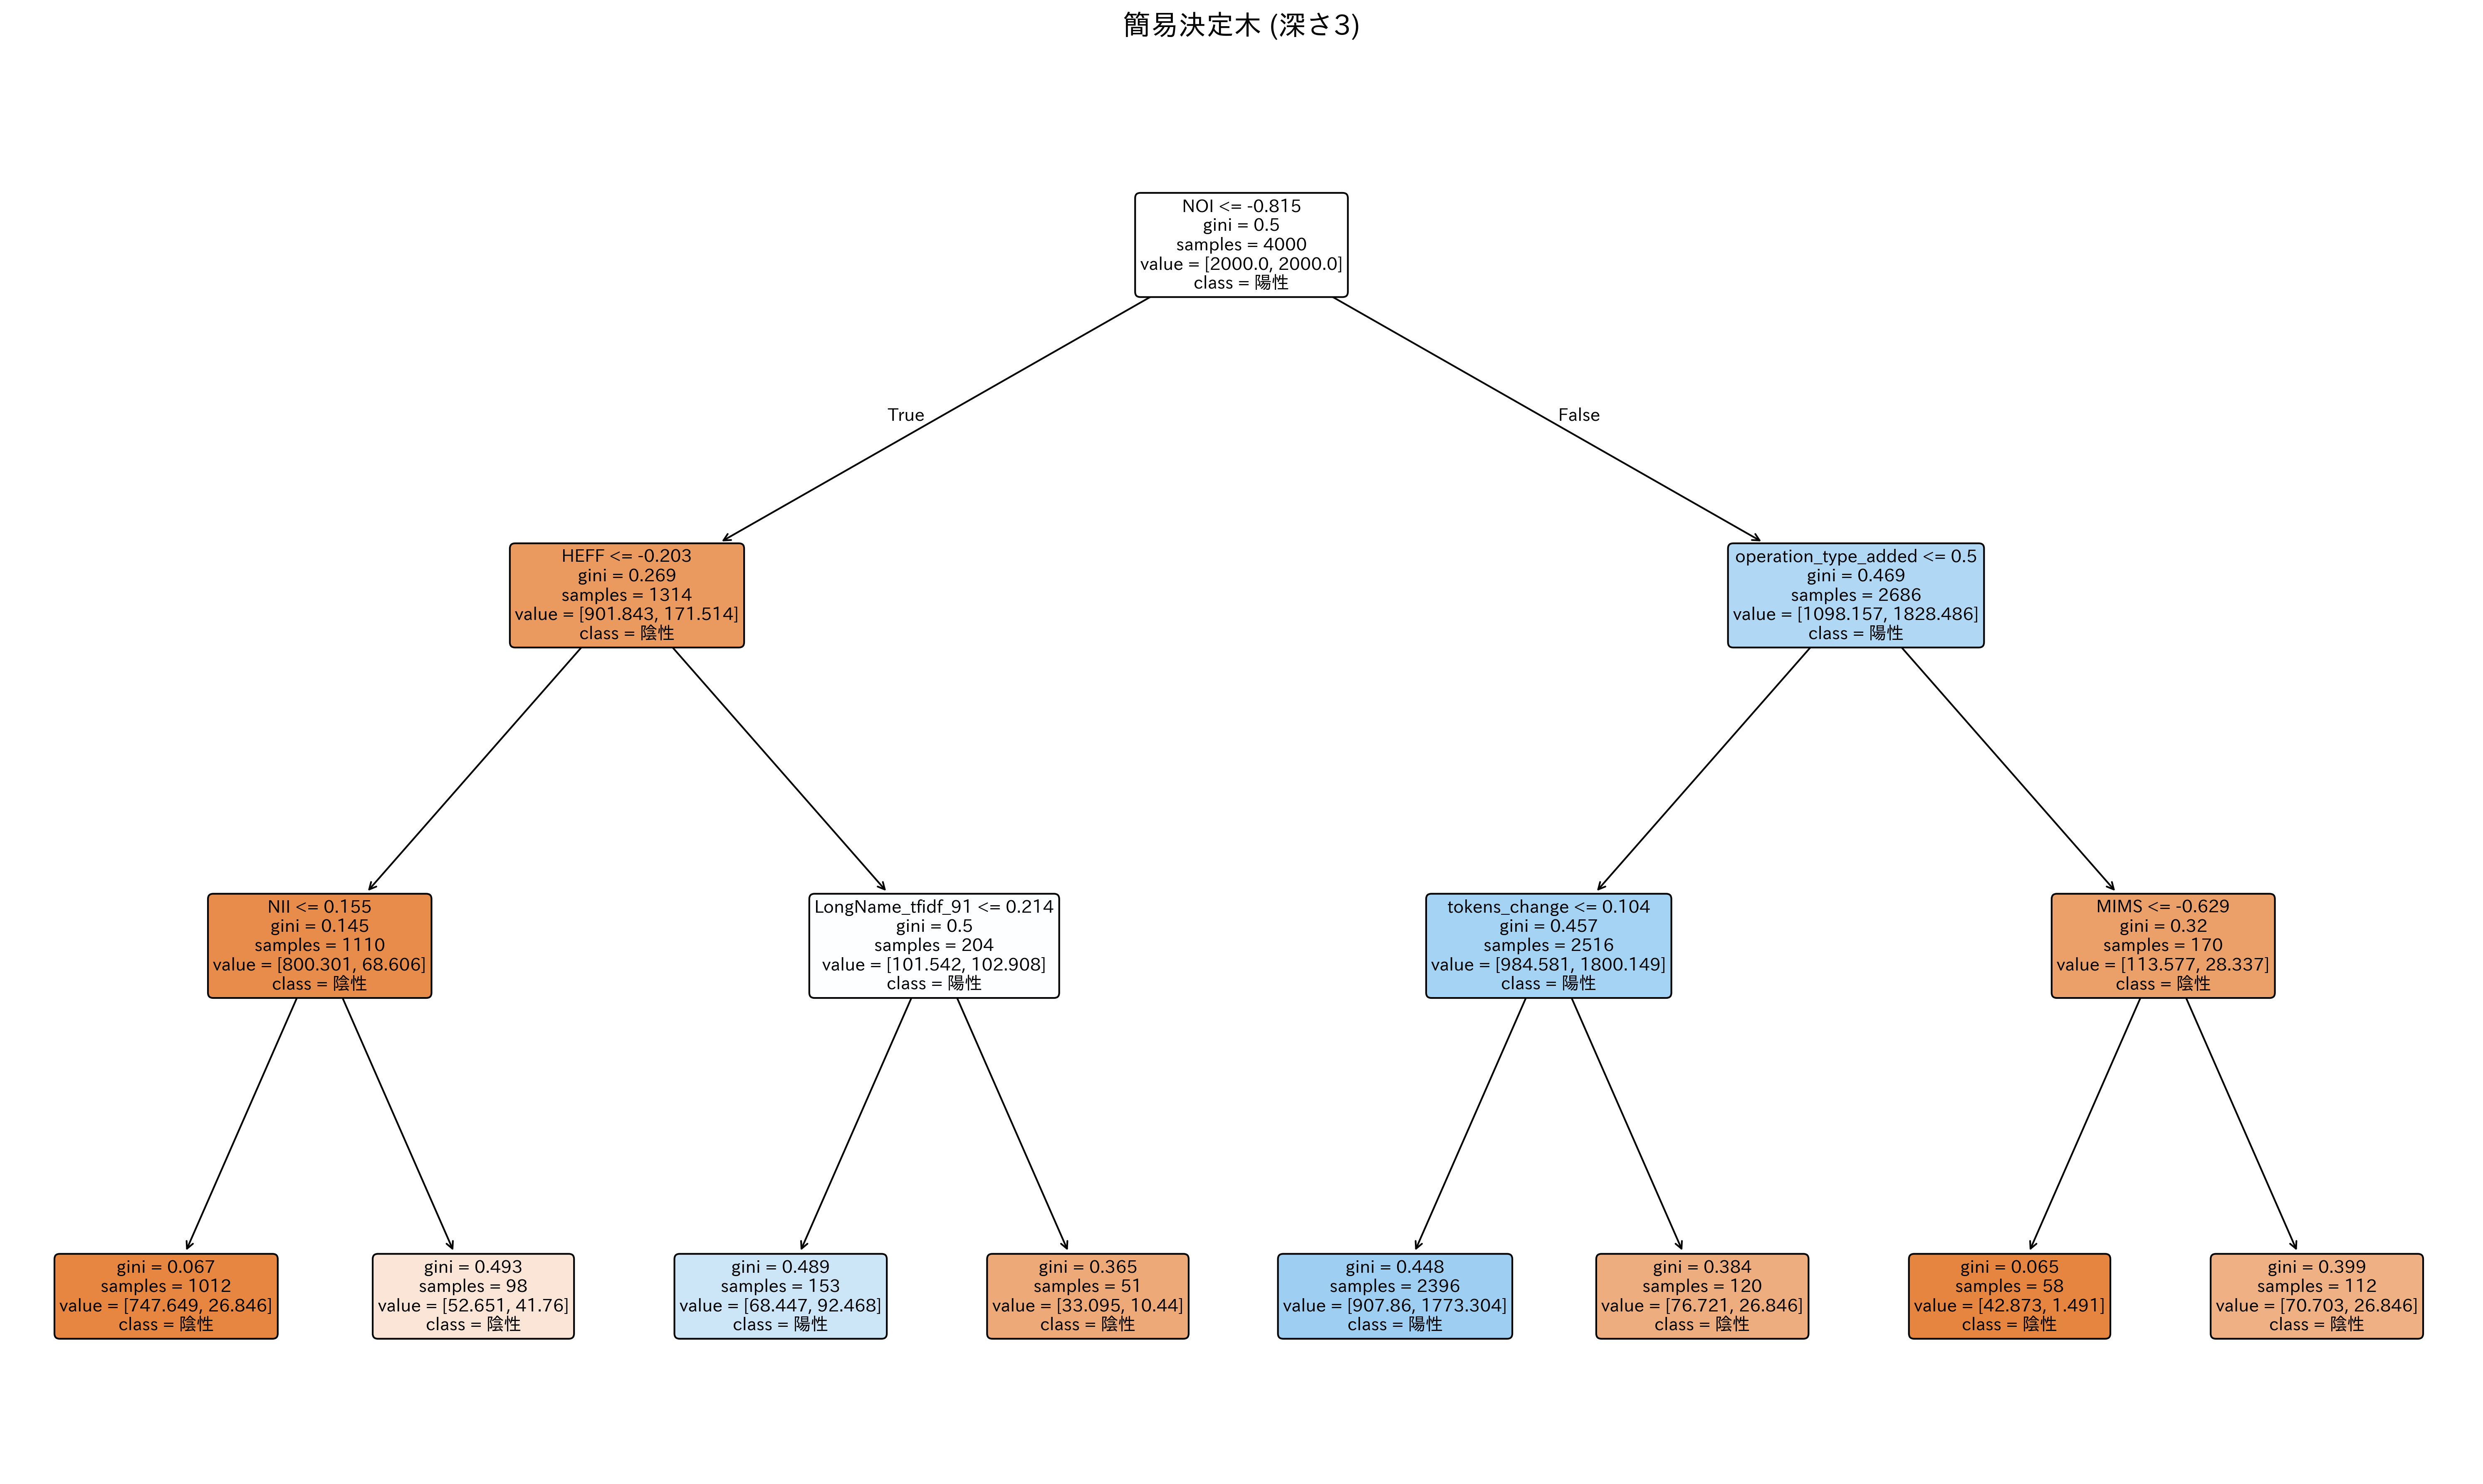 簡易決定木 (深さ3)
NOI <= -0.815
gini = 0.5
samples = 4000
value = [2000.0, 2000.0]
class = 陽性
True
False
HEFF <= -0.203
gini = 0.269
samples = 1314
value = [901.843, 171.514]
class = 陰性
operation_type_added <= 0.5
gini = 0.469
samples = 2686
value = [1098.157, 1828.486]
class = 陽性
NII <= 0.155
gini = 0.145
samples = 1110
value = [800.301, 68.606]
class = 陰性
LongName_tfidf_91 <= 0.214
gini = 0.5
samples = 204
value = [101.542, 102.908]
class = 陽性
tokens_change <= 0.104
gini = 0.457
samples = 2516
value = [984.581, 1800.149]
class = 陽性
MIMS <= -0.629
gini = 0.32
samples = 170
value = [113.577, 28.337]
class = 陰性
gini = 0.067
samples = 1012
value = [747.649, 26.846]
class = 陰性
gini = 0.493
samples = 98
value = [52.651, 41.76]
class = 陰性
gini = 0.489
samples = 153
value = [68.447, 92.468]
class = 陽性
gini = 0.365
samples = 51
value = [33.095, 10.44]
class = 陰性
gini = 0.448
samples = 2396
value = [907.86, 1773.304]
class = 陽性
gini = 0.384
samples = 120
value = [76.721, 26.846]
class = 陰性
gini = 0.065
samples = 58
value = [42.873, 1.491]
class = 陰性
gini = 0.399
samples = 112
value = [70.703, 26.846]
class = 陰性